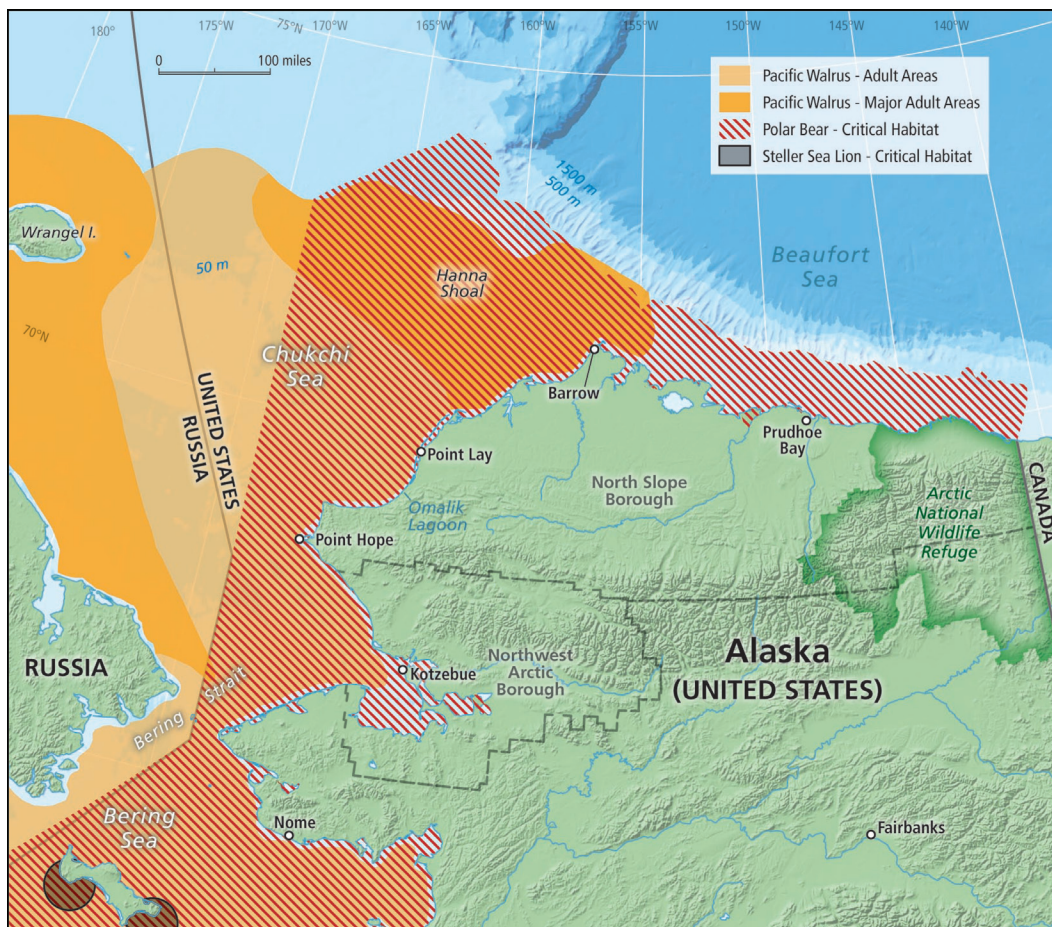 180°
175°W
75°N
170°W
165°W
160°W
155°W
150°W
145°W
140°W
0 100 miles
Pacific Walrus - Adult Areas
Pacific Walrus - Major Adult Areas
Polar Bear - Critical Habitat
Steller Sea Lion - Critical Habitat
1500 m
500 m
Wrangel I.
50 m
Hanna
Shoal
Beaufort
Sea
70°N
Chukchi
Sea
UNITED STATES
RUSSIA
Barrow
Prudhoe
Bay
Point Lay
North Slope
Borough
CANADA
Arctic
National
Wildlife
Refuge
Omalik
Lagoon
Point Hope
RUSSIA
Alaska
(UNITED STATES)
Kotzebue
Northwest
Arctic
Borough
Bering Strait
Bering
Sea
Nome
Fairbanks